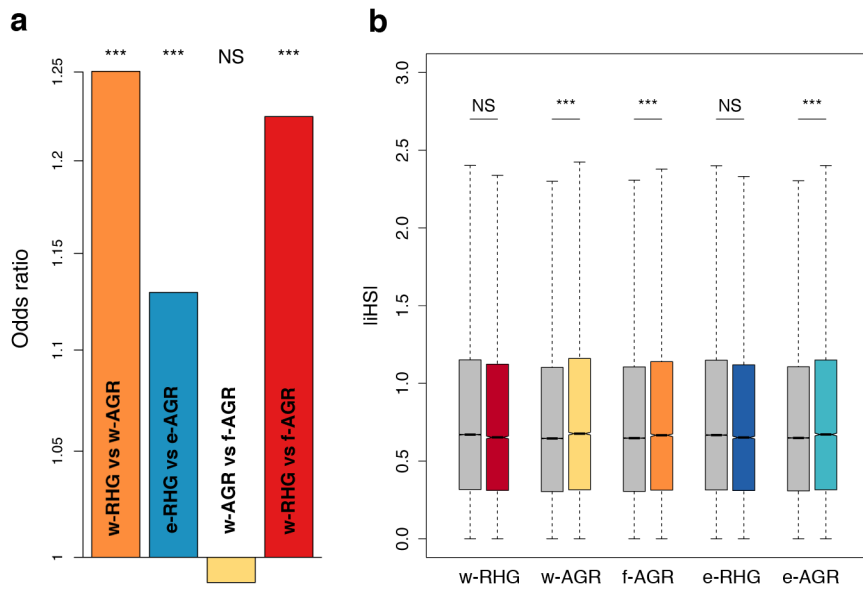 a
*** *** NS ***
Odds ratio
1.25
1.2
1.15
1.1
1.05
1
w-RHG vs w-AGR
e-RHG vs e-AGR
w-AGR vs f-AGR
w-RHG vs f-AGR
b
NS *** *** NS ***
|iHS|
3.0
2.5
2.0
1.5
1.0
0.5
0.0
w-RHG w-AGR f-AGR e-RHG e-AGR